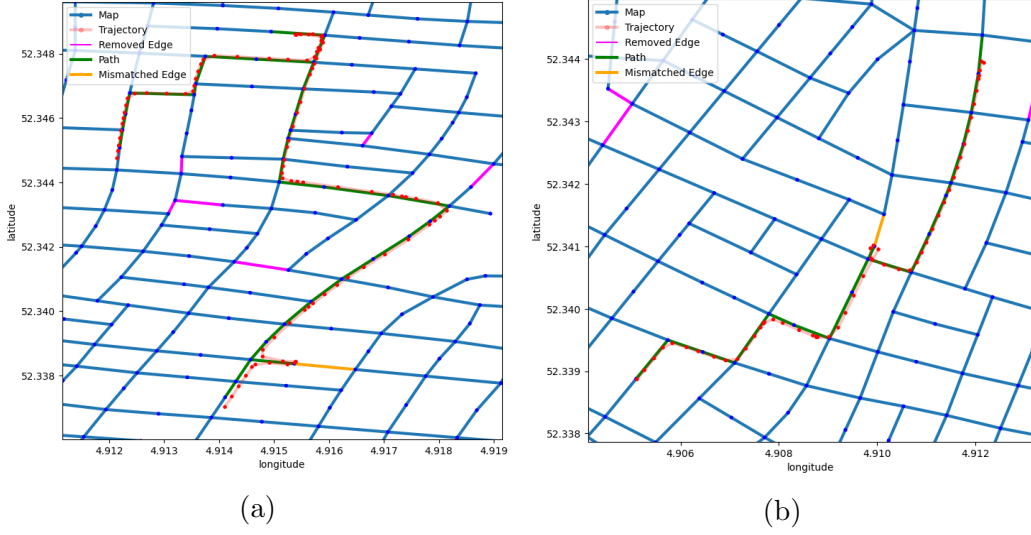 Map
Trajectory
Removed Edge
Path
Mismatched Edge
latitude
52.348
52.346
52.344
52.342
52.340
52.338
4.912 4.913 4.914 4.915 4.916 4.917 4.918 4.919
longitude
(a)
Map
Trajectory
Removed Edge
Path
Mismatched Edge
latitude
52.344
52.343
52.342
52.341
52.340
52.339
52.338
4.906 4.908 4.910 4.912
longitude
(b)